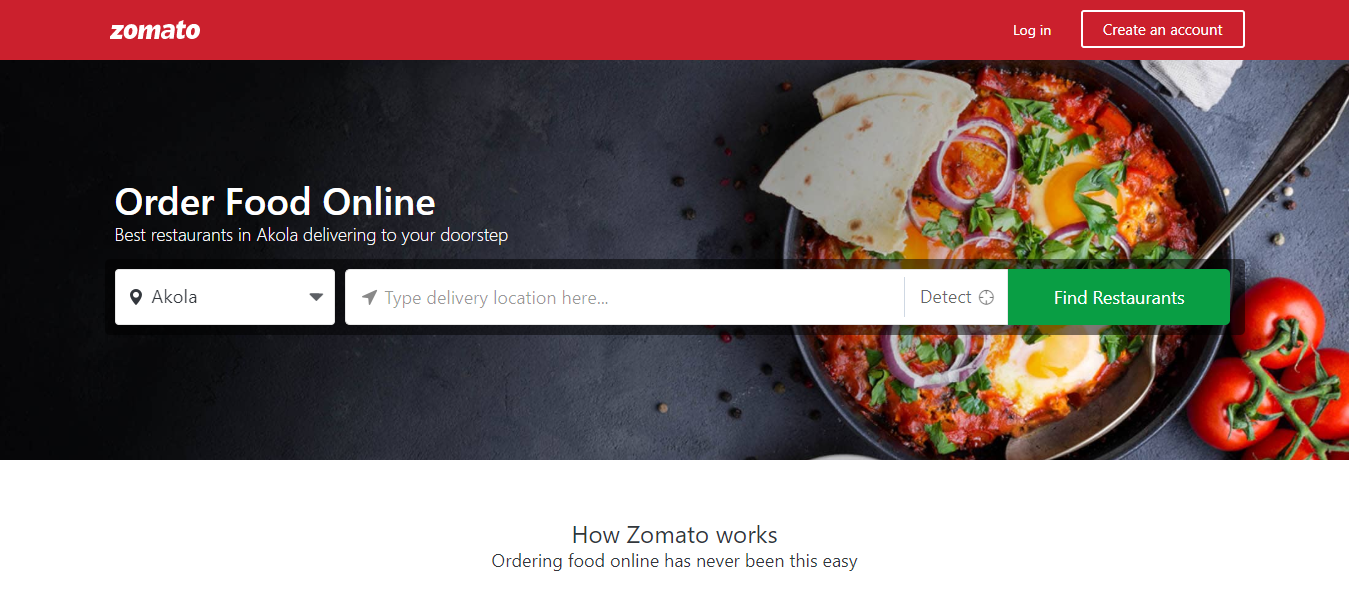 zomato
Log in
Create an account
Order Food Online
Best restaurants in Akola delivering to your doorstep
Akola
Type delivery location here...
Detect
Find Restaurants
How Zomato works
Ordering food online has never been this easy